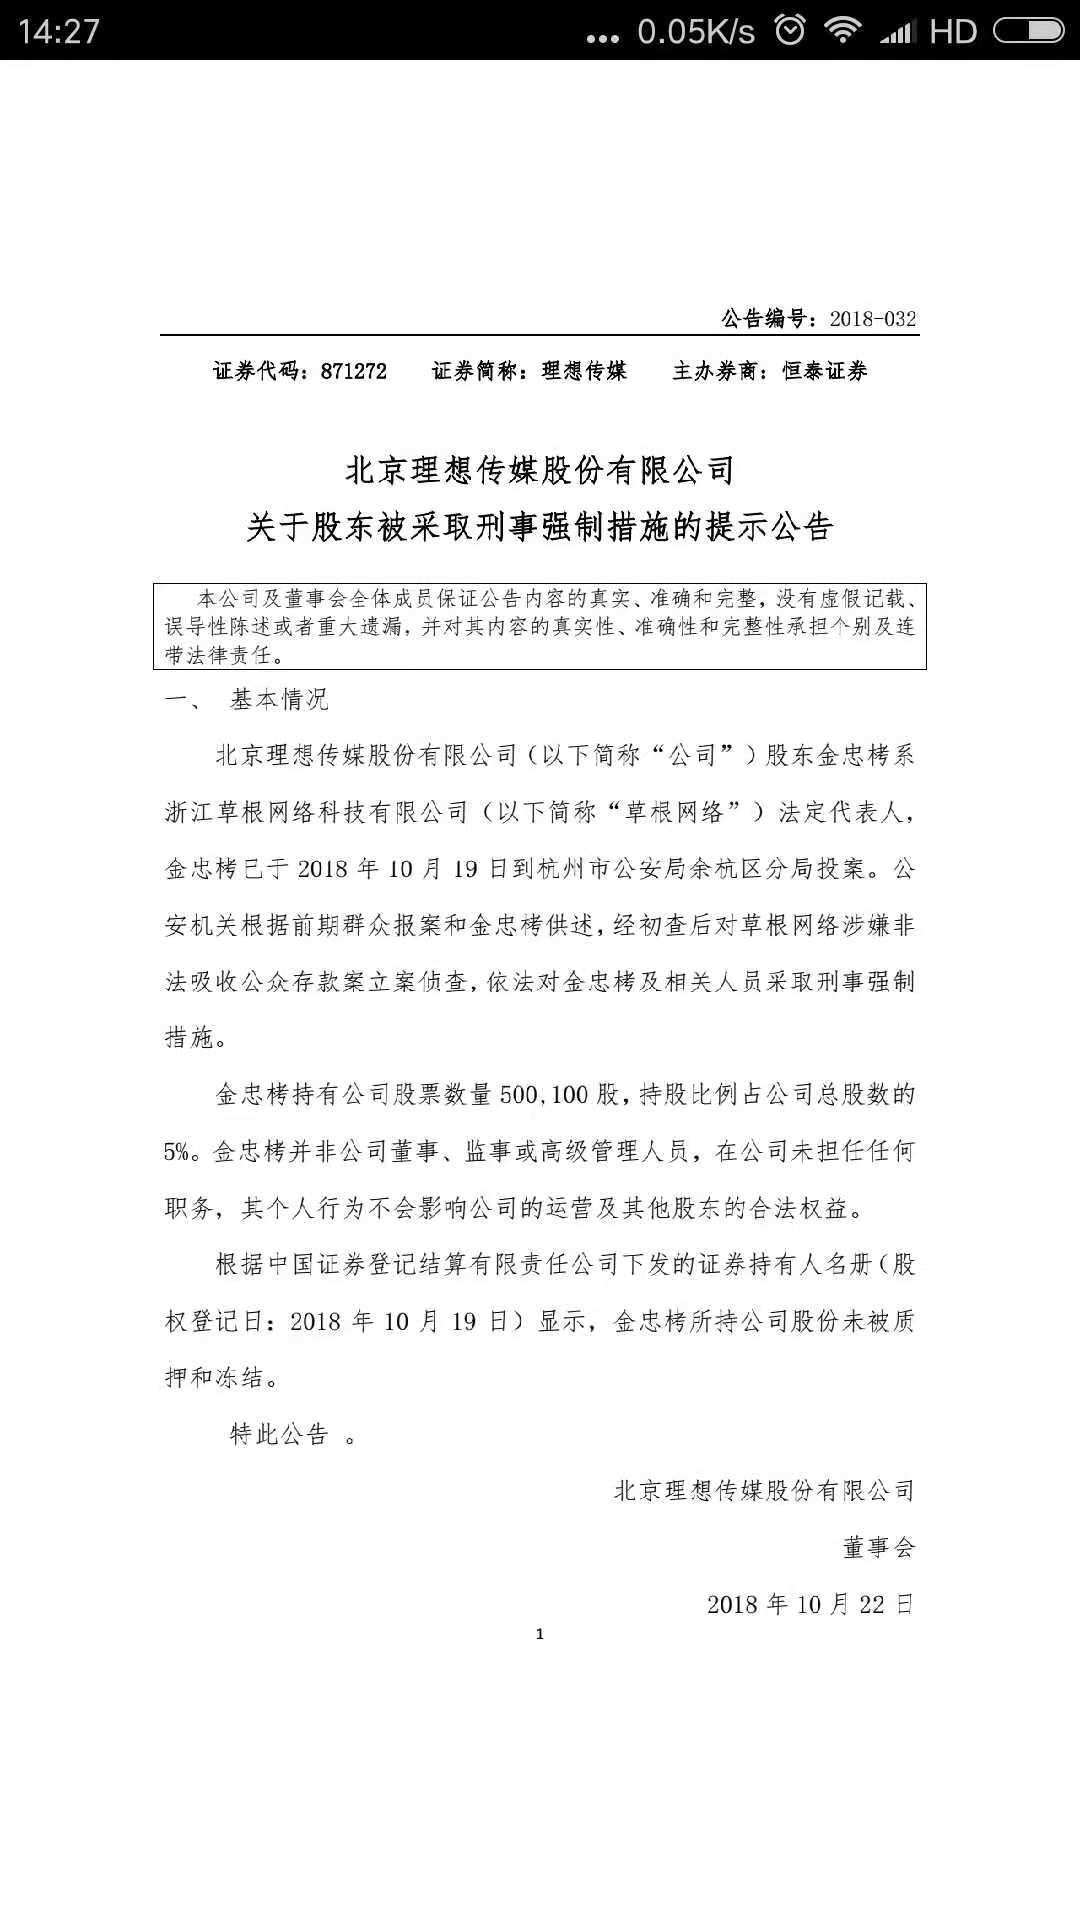 14:27
... 0.05K/s HD
公告编号：2018-032
证券代码：871272 证券简称：理想传媒 主办券商：恒泰证券
北京理想传媒股份有限公司
关于股东被采取刑事强制措施的提示公告
本公司及董事会全体成员保证公告内容的真实、准确和完整，没有虚假记载、
误导性陈述或者重大遗漏，并对其内容的真实性、准确性和完整性承担个别及连
带法律责任。
一、 基本情况
北京理想传媒股份有限公司（以下简称“公司”）股东金忠栲系
浙江草根网络科技有限公司（以下简称“草根网络”）法定代表人，
金忠栲已于 2018 年 10 月 19 日到杭州市公安局余杭区分局投案。公
安机关根据前期群众报案和金忠栲供述，经初查后对草根网络涉嫌非
法吸收公众存款案立案侦查，依法对金忠栲及相关人员采取刑事强制
措施。
金忠栲持有公司股票数量 500,100 股，持股比例占公司总股数的
5%。金忠栲并非公司董事、监事或高级管理人员，在公司未担任任何
职务，其个人行为不会影响公司的运营及其他股东的合法权益。
根据中国证券登记结算有限责任公司下发的证券持有人名册（股
权登记日：2018 年 10 月 19 日）显示，金忠栲所持公司股份未被质
押和冻结。
特此公告 。
北京理想传媒股份有限公司
董事会
2018 年 10 月 22 日
1